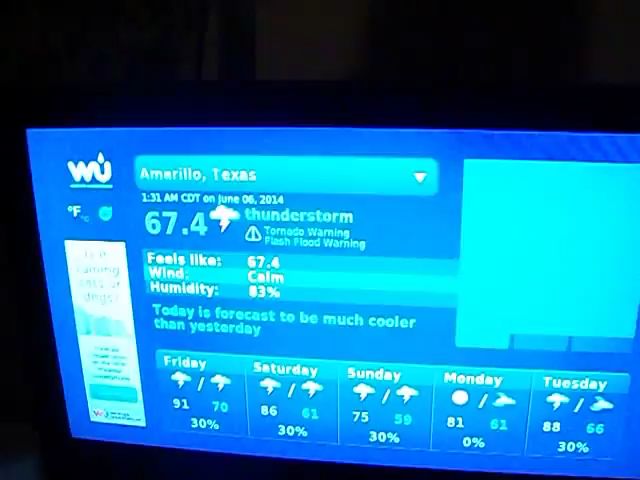 wu
Amarillo, Texas
1:31 AM CDT on June 06, 2014
°F °C
67.4 thunderstorm
Tornado Warning
Flash Flood Warning
Feels like: 67.4
Wind: Calm
Humidity: 83%
Today is forecast to be much cooler
than yesterday
Friday Saturday Sunday Monday Tuesday
/ / / / /
91 70 86 61 75 59 81 61 88 66
30% 30% 30% 0% 30%